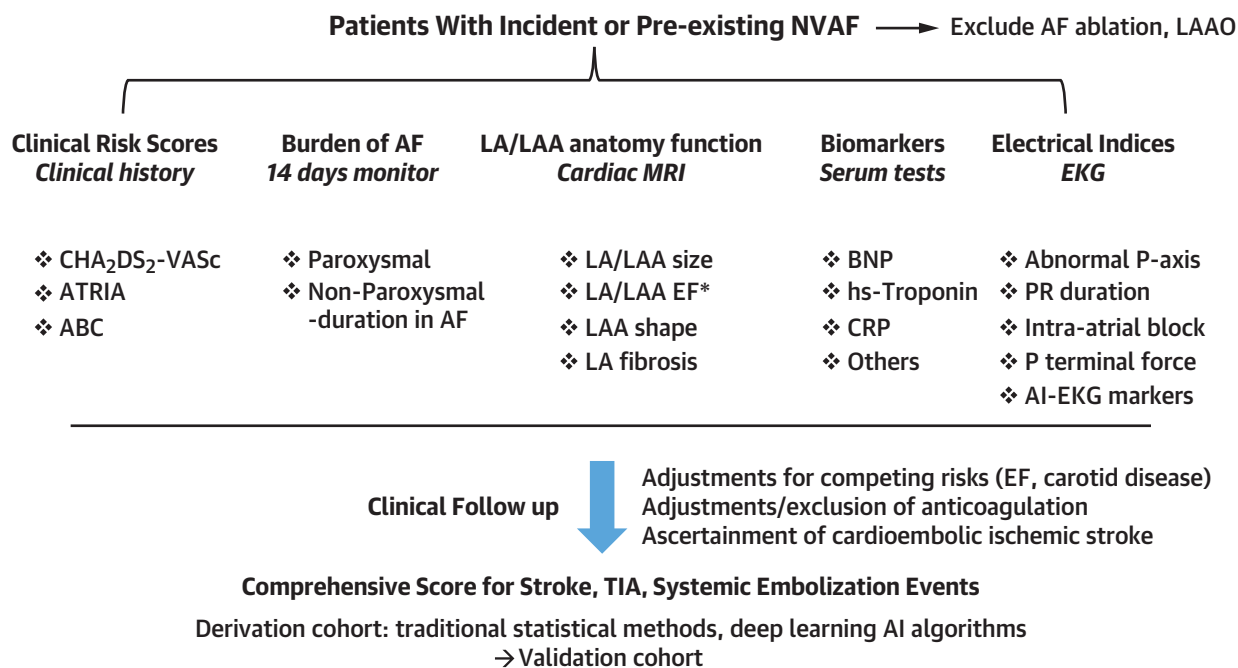 Patients With Incident or Pre-existing NVAF → Exclude AF ablation, LAAO
Clinical Risk Scores
Clinical history
❖ CHA₂DS₂-VASc
❖ ATRIA
❖ ABC
Burden of AF
14 days monitor
❖ Paroxysmal
❖ Non-Paroxysmal
-duration in AF
LA/LAA anatomy function
Cardiac MRI
❖ LA/LAA size
❖ LA/LAA EF*
❖ LAA shape
❖ LA fibrosis
Biomarkers
Serum tests
❖ BNP
❖ hs-Troponin
❖ CRP
❖ Others
Electrical Indices
EKG
❖ Abnormal P-axis
❖ PR duration
❖ Intra-atrial block
❖ P terminal force
❖ AI-EKG markers
Clinical Follow up
Adjustments for competing risks (EF, carotid disease)
Adjustments/exclusion of anticoagulation
Ascertainment of cardioembolic ischemic stroke
Comprehensive Score for Stroke, TIA, Systemic Embolization Events
Derivation cohort: traditional statistical methods, deep learning AI algorithms
→ Validation cohort